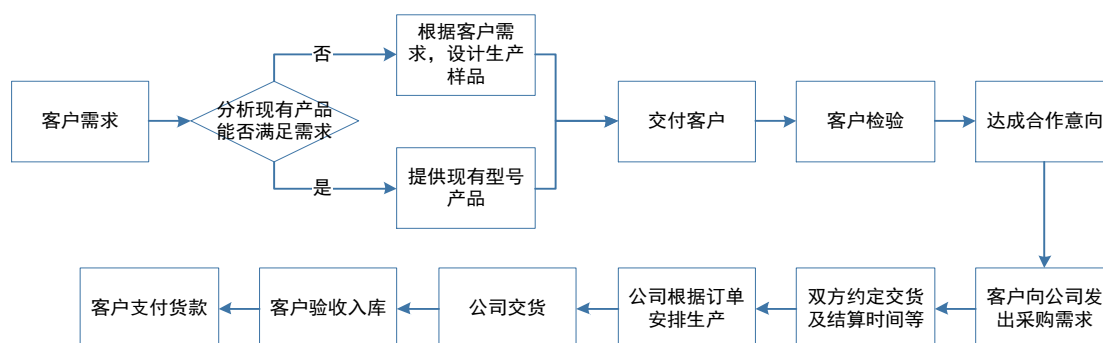 否
根据客户需
求，设计生产
样品
客户需求
分析现有产品
能否满足需求
交付客户
客户检验
达成合作意向
是
提供现有型号
产品
客户支付货款
客户验收入库
公司交货
公司根据订单
安排生产
双方约定交货
及结算时间等
客户向公司发
出采购需求